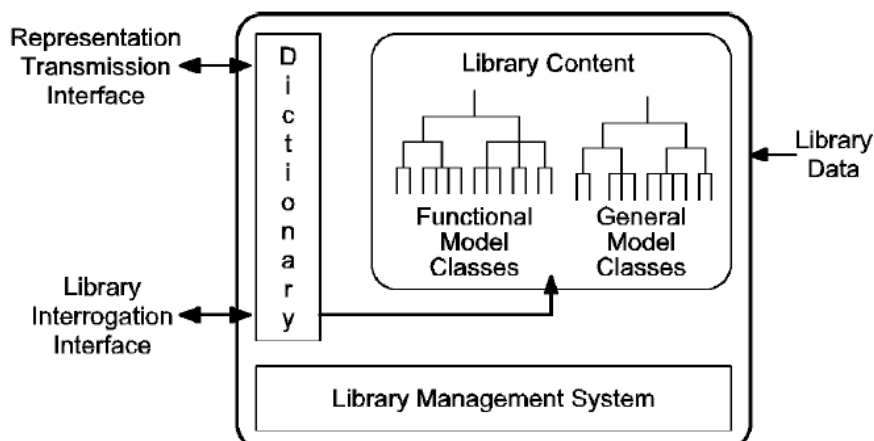 Representation
Transmission
Interface
Dictionary
Library Content
Functional
Model
Classes
General
Model
Classes
Library
Data
Library
Interrogation
Interface
Library Management System